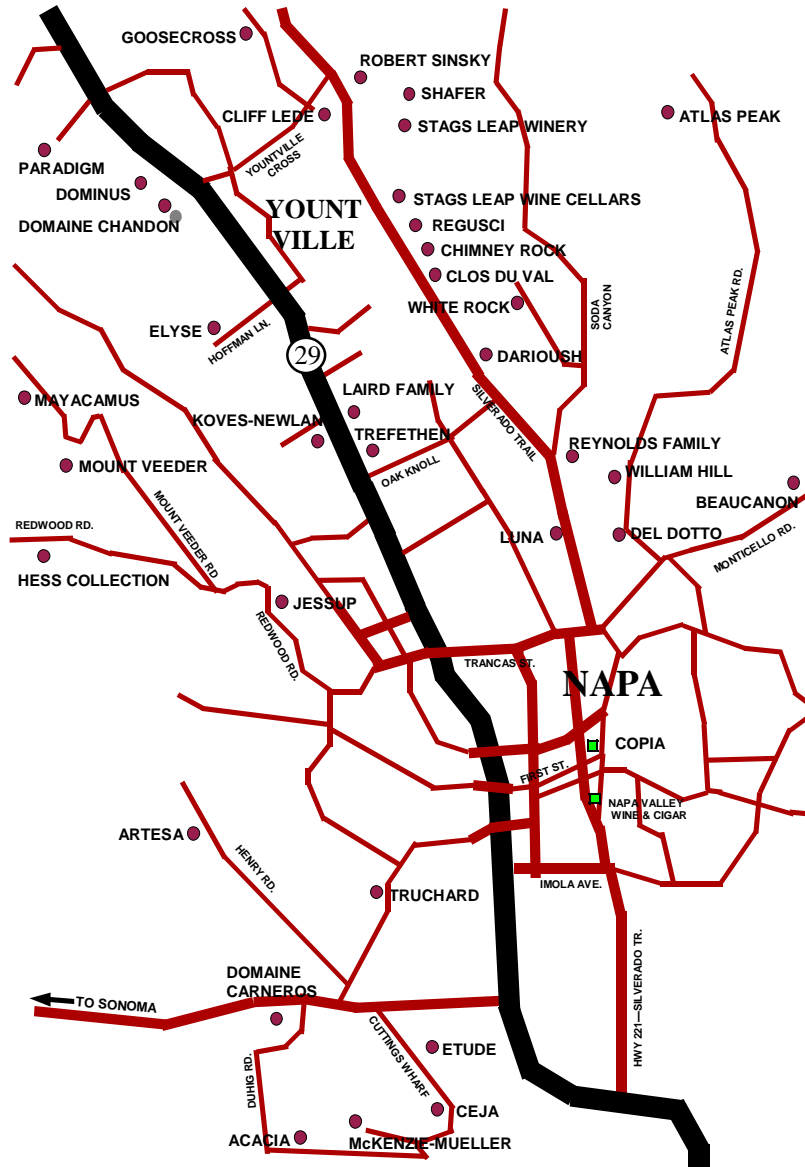 GOOSECROSS
ROBERT SINSKY
SHAFER
CLIFF LEDE
STAGS LEAP WINERY
ATLAS PEAK
PARADIGM
YOUNTVILLE
CROSS
DOMINUS
DOMAINE CHANDON
YOUNT
VILLE
STAGS LEAP WINE CELLARS
REGUSCI
CHIMNEY ROCK
CLOS DU VAL
WHITE ROCK
SODA
CANYON
ATLAS PEAK RD.
ELYSE
HOFFMAN LN.
29
DARIOUSH
MAYACAMUS
LAIRD FAMILY
SILVERADO TRAIL
KOVES-NEWLAN
TREFETHEN
REYNOLDS FAMILY
MOUNT VEEDER
OAK KNOLL
WILLIAM HILL
BEAUCANON
MOUNT VEEDER RD
REDWOOD RD.
LUNA
DEL DOTTO
MONTICELLO RD.
HESS COLLECTION
JESSUP
REDWOOD RD.
TRANCAS ST.
NAPA
COPIA
FIRST ST.
NAPA VALLEY
WINE & CIGAR
ARTESA
HENRY RD.
TRUCHARD
IMOLA AVE.
DOMAINE
CARNEROS
TO SONOMA
HWY 221—SILVERADO TR.
CUTTINGS WHARF
ETUDE
DUHIG RD.
CEJA
ACACIA
McKENZIE-MUELLER